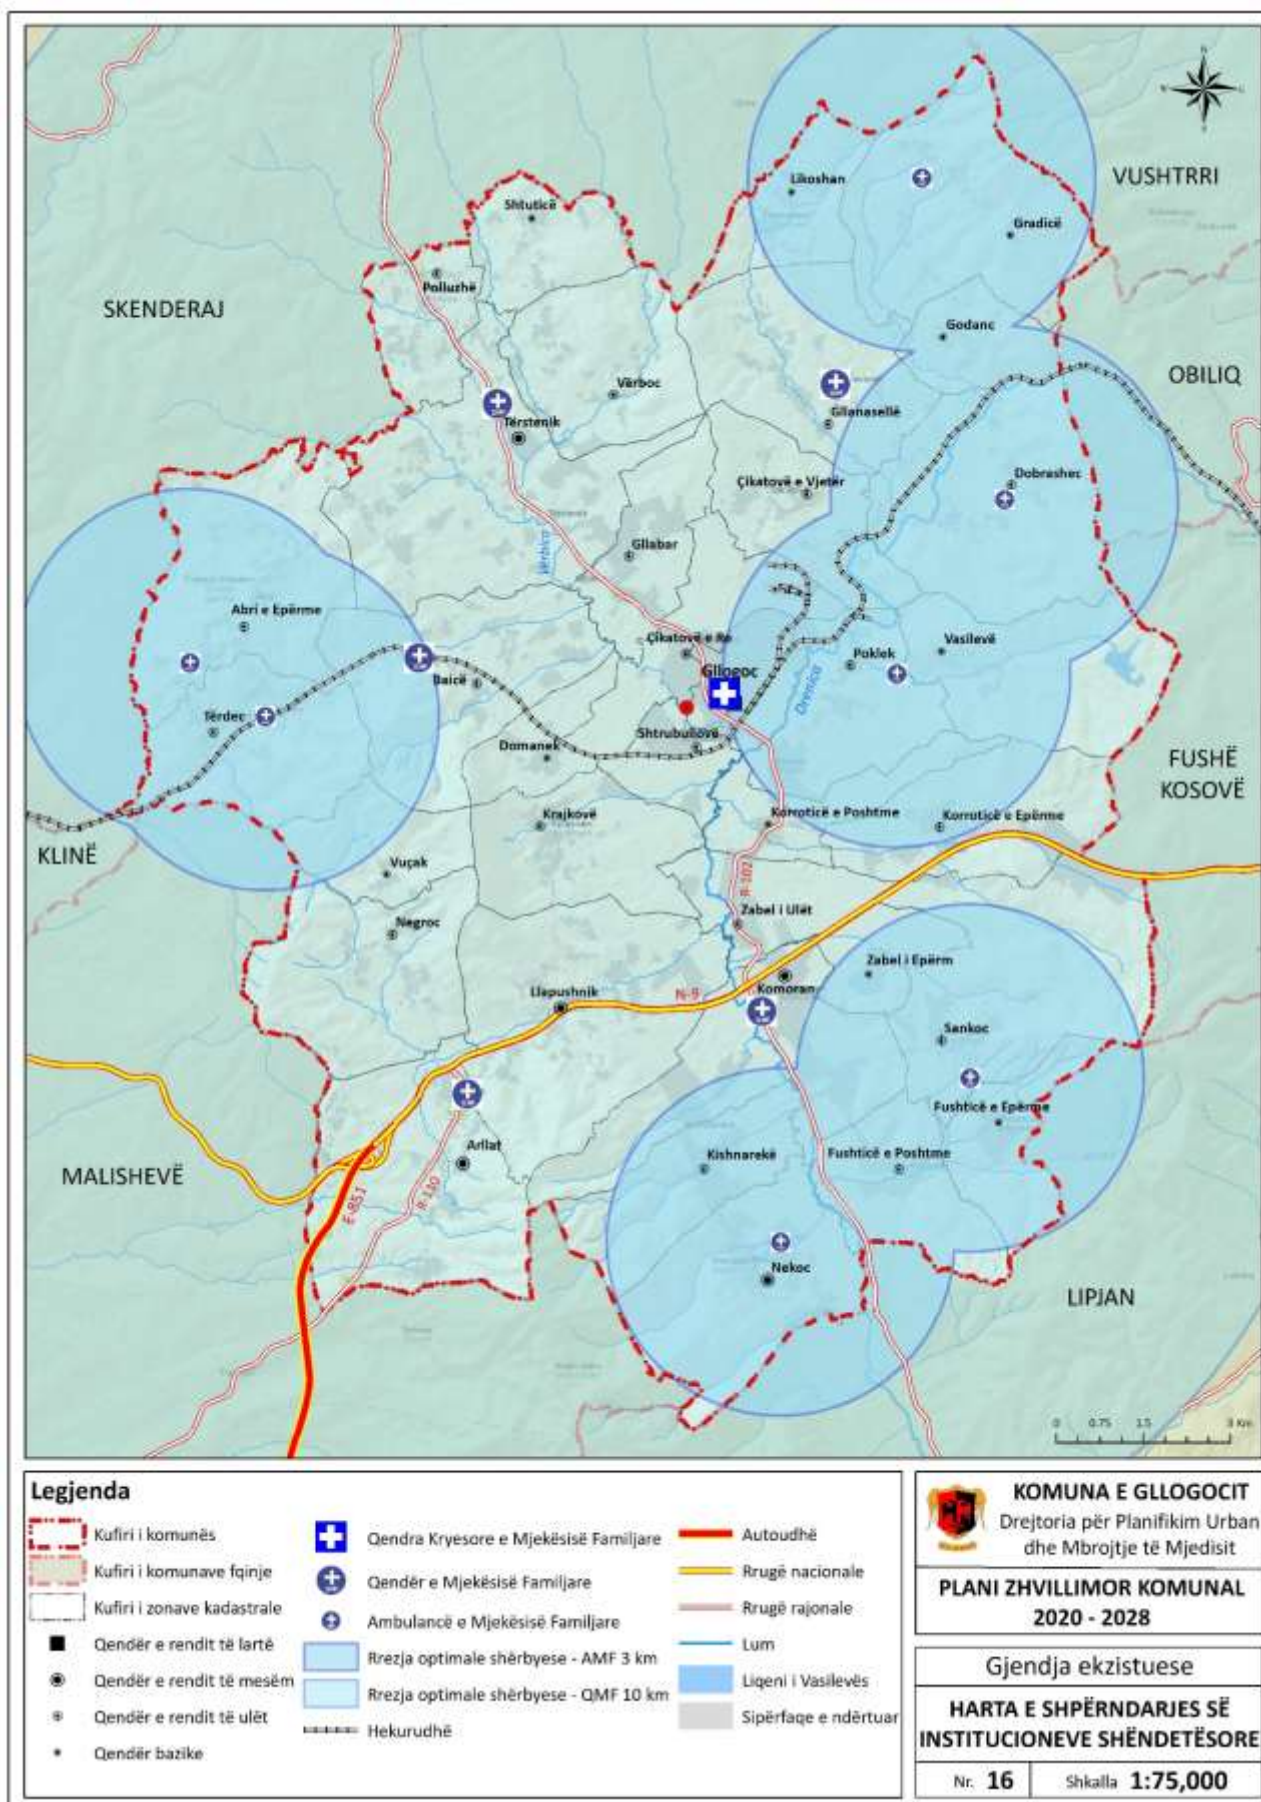 VUSHTRRI
Likoshan
Shtuticë
Gradicë
Polluzhë
SKENDERAJ
Godanc
OBILIQ
Vërboc
Gllanasellë
Tërstenik
Dobrashec
Çikatovë e Vjetër
Gllabar
Vërbica
Abri e Epërme
Çikatovë e Re
Vasilevë
Poklek
Gllogoc
Baicë
Drenica
Tërdec
Shtrubullovë
Domanek
FUSHË
KOSOVË
Krajkovë
Korroticë e Poshtme
Korroticë e Epërme
KLINË
Vuçak
R-102
Negroc
Zabel i Ulët
Zabel i Epërm
Llapushnik
N-9
Komoran
Sankoc
Fushticë e Epërme
Arllat
Kishnarekë
Fushticë e Poshtme
MALISHEVË
E-851
R-130
Nekoc
LIPJAN
0 0.75 1.5 3 Km
Legjenda
Kufiri i komunës
Kufiri i komunave fqinje
Kufiri i zonave kadastrale
Qendër e rendit të lartë
Qendër e rendit të mesëm
Qendër e rendit të ulët
Qendër bazike
Qendra Kryesore e Mjekësisë Familjare
Qendër e Mjekësisë Familjare
Ambulancë e Mjekësisë Familjare
Rrezja optimale shërbyese - AMF 3 km
Rrezja optimale shërbyese - QMF 10 km
Hekurudhë
Autoudhë
Rrugë nacionale
Rrugë rajonale
Lum
Liqeni i Vasilevës
Sipërfaqe e ndërtuar
KOMUNA E GLLOGOCIT
Drejtoria për Planifikim Urban
dhe Mbrojtje të Mjedisit
PLANI ZHVILLIMOR KOMUNAL
2020 - 2028
Gjendja ekzistuese
HARTA E SHPËRNDARJES SË
INSTITUCIONEVE SHËNDETËSORE
Nr. 16 Shkalla 1:75,000